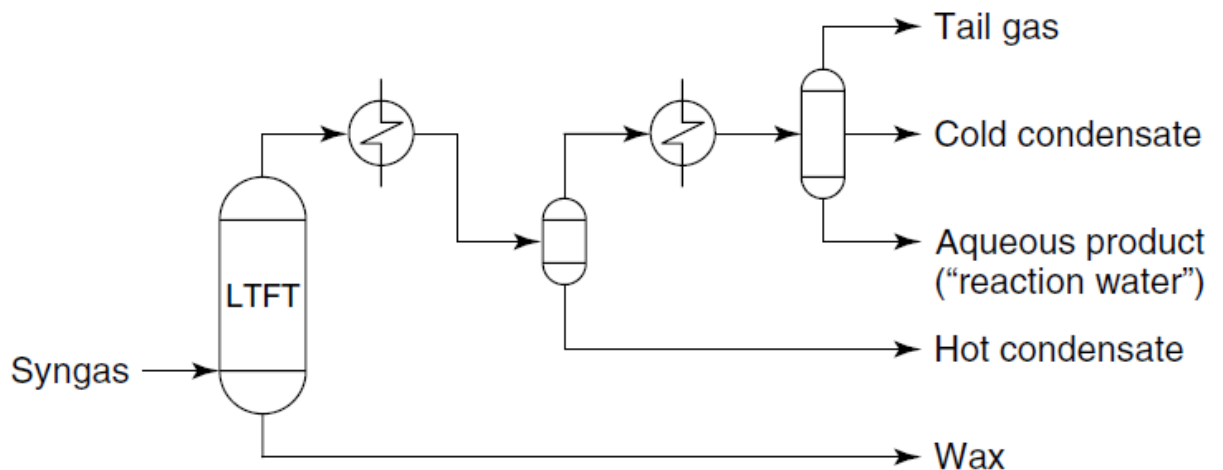 Tail gas
Cold condensate
Aqueous product
(“reaction water”)
LTFT
Hot condensate
Syngas
Wax